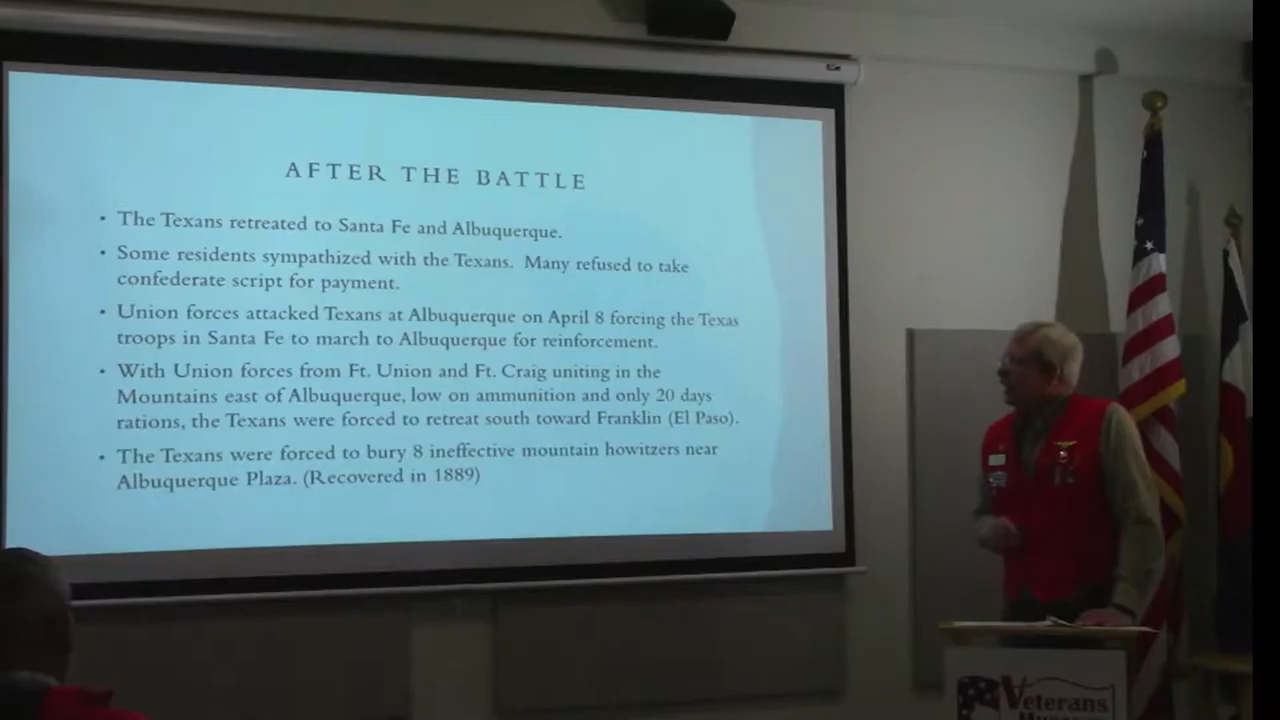 AFTER THE BATTLE
• The Texans retreated to Santa Fe and Albuquerque.
• Some residents sympathized with the Texans. Many refused to take
confederate script for payment.
• Union forces attacked Texans at Albuquerque on April 8 forcing the Texas
troops in Santa Fe to march to Albuquerque for reinforcement.
• With Union forces from Ft. Union and Ft. Craig uniting in the
Mountains east of Albuquerque, low on ammunition and only 20 days
rations, the Texans were forced to retreat south toward Franklin (El Paso).
• The Texans were forced to bury 8 ineffective mountain howitzers near
Albuquerque Plaza. (Recovered in 1889)
Veterans